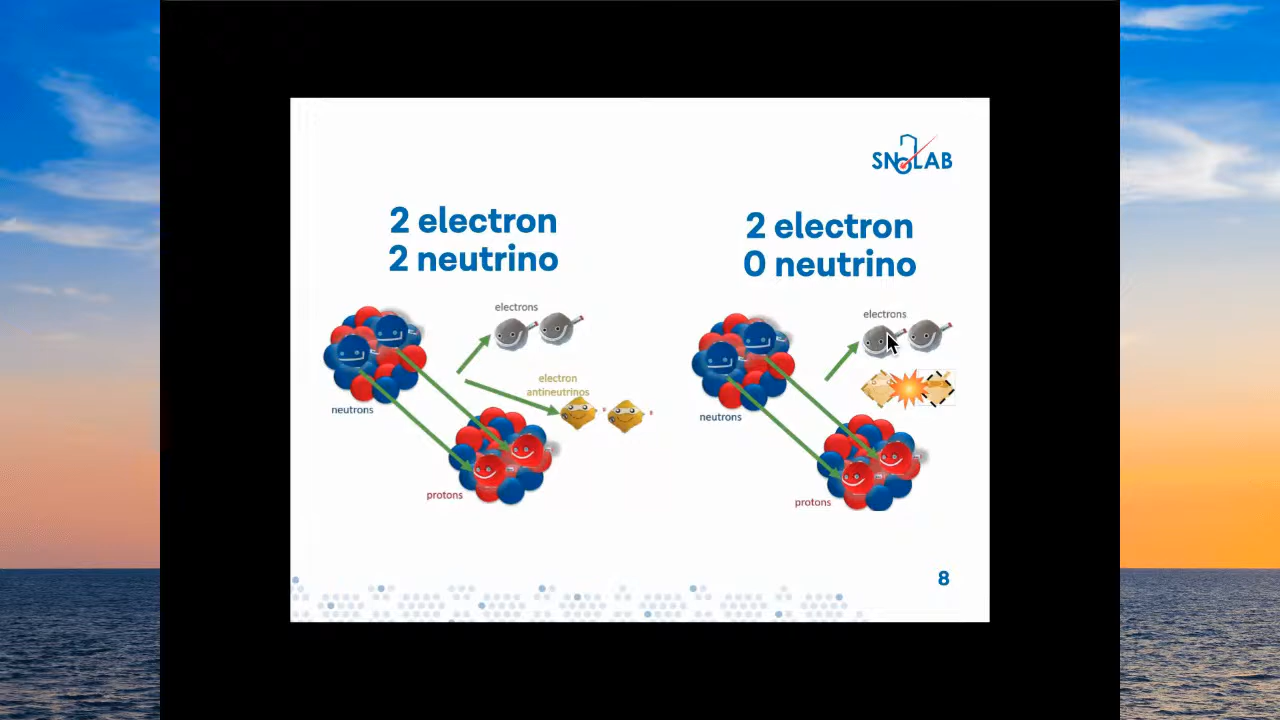 SNOLAB
2 electron
2 neutrino
electrons
electron
antineutrinos
neutrons
protons
2 electron
0 neutrino
electrons
neutrons
protons
8